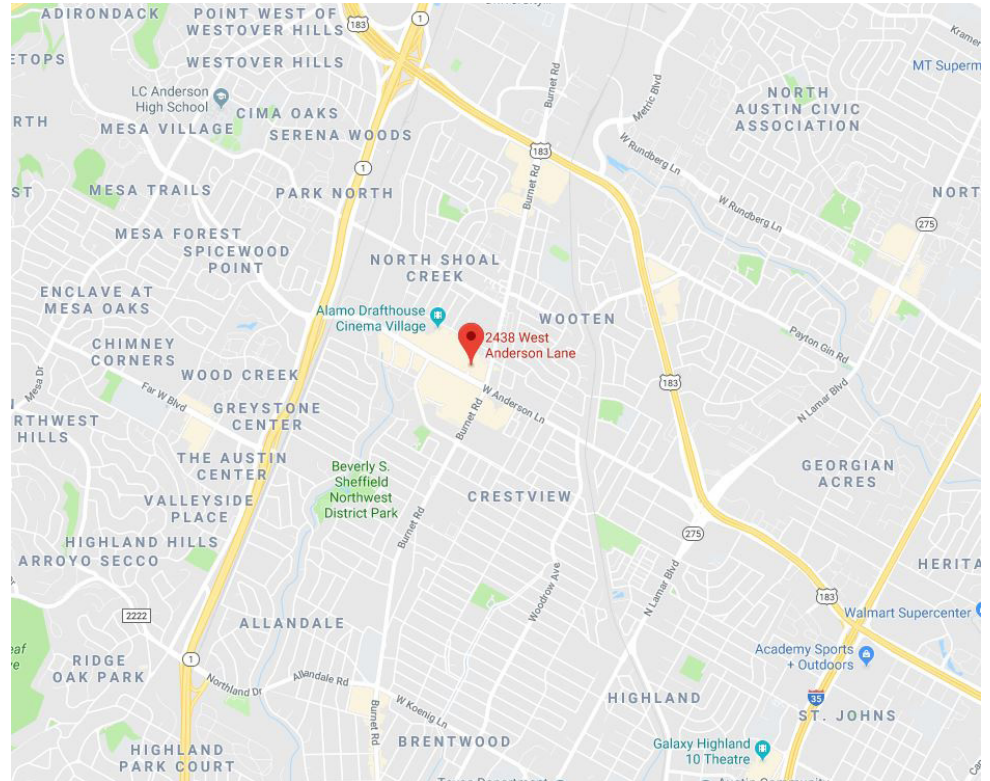 ADIRONDACK
POINT WEST OF
WESTOVER HILLS
183
1
WESTOVER HILLS
ETOPS
LC Anderson
High School
CIMA OAKS
RTH
MESA VILLAGE
SERENA WOODS
Burnet Rd
Metric Blvd
Kramer
MT Superm
NORTH
AUSTIN CIVIC
ASSOCIATION
W Rundberg Ln
183
1
MESA TRAILS
PARK NORTH
Burnet Rd
W Rundberg Ln
NORT
275
ST
MESA FOREST
SPICEWOOD
POINT
NORTH SHOAL
CREEK
ENCLAVE AT
MESA OAKS
Alamo Drafthouse
Cinema Village
WOOTEN
2438 West
Anderson Lane
Payton Gin Rd
CHIMNEY
CORNERS
Mesa Dr
WOOD CREEK
Far W Blvd
W Anderson Ln
183
N Lamar Blvd
GREYSTONE
CENTER
Burnet Rd
RTHWEST
HILLS
THE AUSTIN
CENTER
Beverly S.
Sheffield
Northwest
District Park
CRESTVIEW
GEORGIAN
ACRES
VALLEYSIDE
PLACE
Burnet Rd
HIGHLAND HILLS
ARROYO SECCO
275
HERITA
Woodrow Ave
N Lamar Blvd
183
2222
ALLANDALE
Walmart Supercenter
eaf
ve
RIDGE
OAK PARK
1
Academy Sports
+ Outdoors
Northland Dr
Allandale Rd
Burnet Rd
W Koenig Ln
HIGHLAND
35
ST. JOHNS
BRENTWOOD
HIGHLAND
PARK COURT
Galaxy Highland
10 Theatre